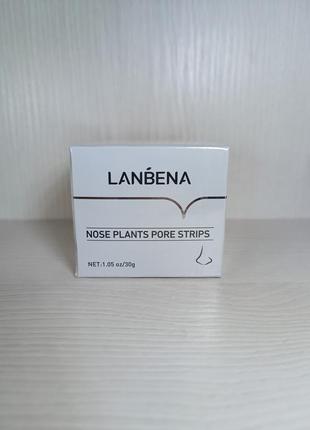 LANBENA
NOSE PLANTS PORE STRIPS
NET:1.05 oz/30g